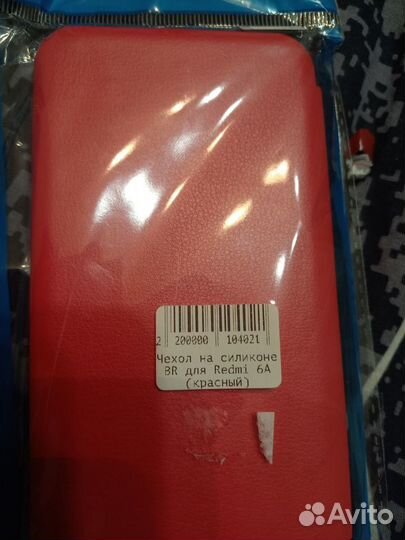 2 200000 104021
Чехол на силиконе
BR для Redmi 6A
(красный)
Avito